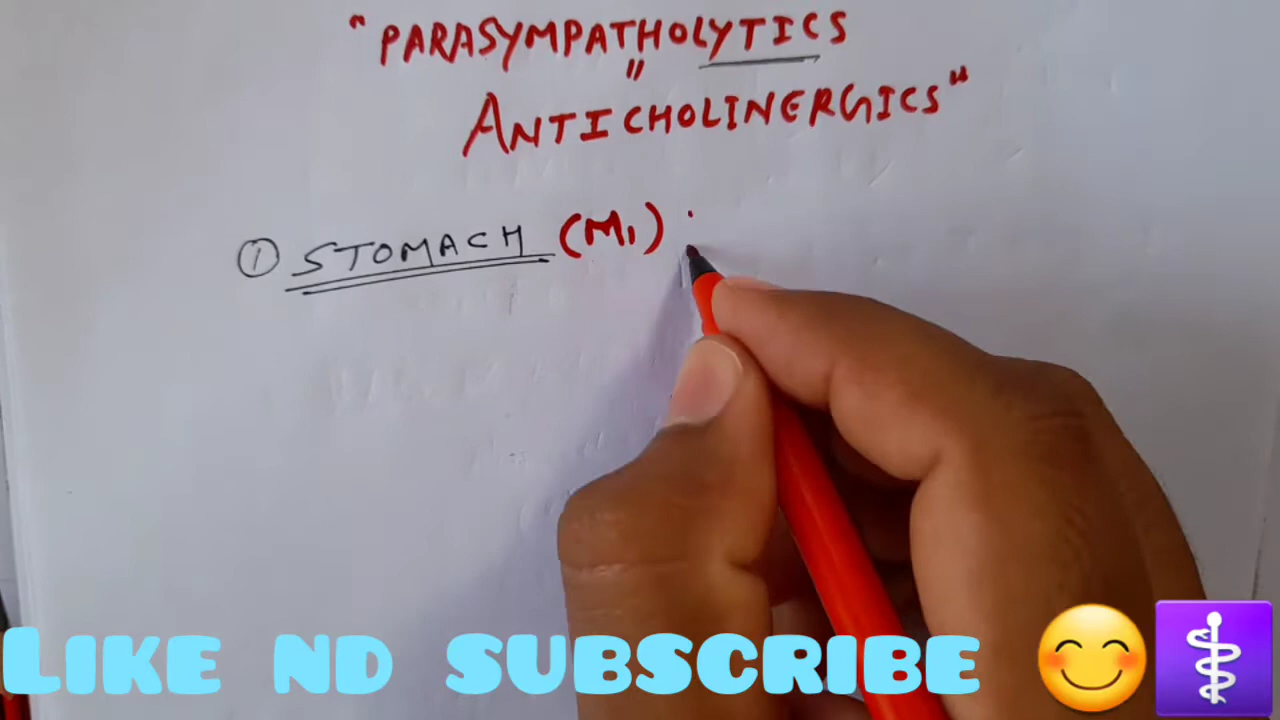 "PARASYMPATHOLYTICS
"
ANTICHOLINERGICS"
① STOMACH (M₁) :
LIKE ND SUBSCRIBE 😊 ⚕